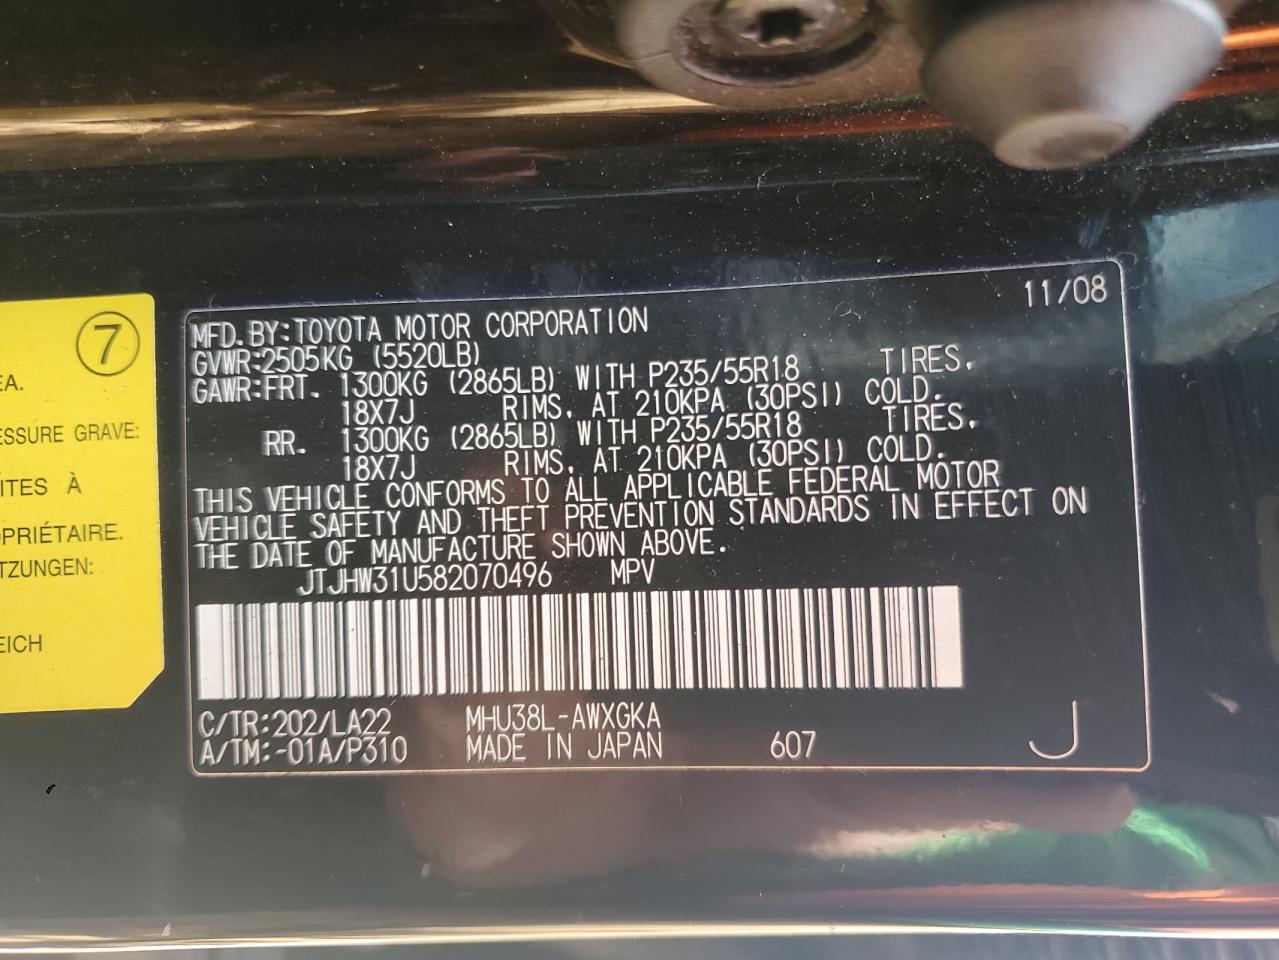 7
EA.
ESSURE GRAVE:
ITES À
OPRIÉTAIRE.
TZUNGEN:
EICH
11/08
MFD. BY: TOYOTA MOTOR CORPORATION
GVWR:2505KG (5520LB)
GAWR:FRT. 1300KG (2865LB) WITH P235/55R18 TIRES,
18X7J RIMS, AT 210KPA (30PSI) COLD.
RR. 1300KG (2865LB) WITH P235/55R18 TIRES,
18X7J RIMS, AT 210KPA (30PSI) COLD.
THIS VEHICLE CONFORMS TO ALL APPLICABLE FEDERAL MOTOR
VEHICLE SAFETY AND THEFT PREVENTION STANDARDS IN EFFECT ON
THE DATE OF MANUFACTURE SHOWN ABOVE.
JTJHW31U582070496 MPV
C/TR:202/LA22 MHU38L-AWXGKA
A/TM:-01A/P310 MADE IN JAPAN 607 J